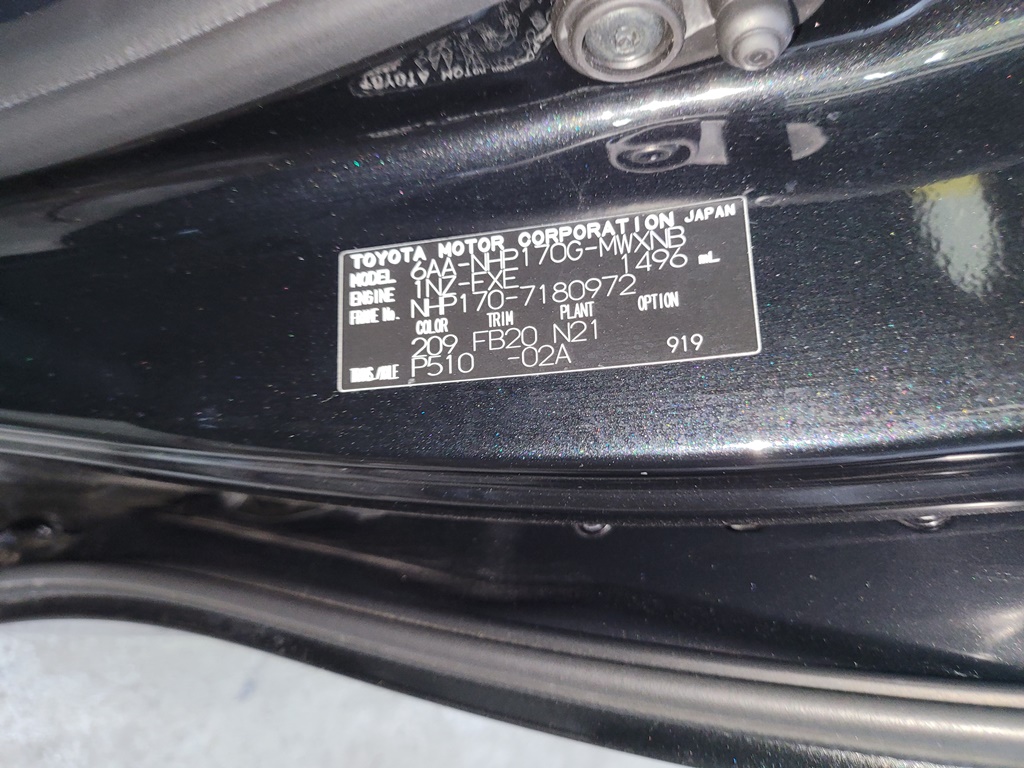 TOYOTA MOTOR CORPORATION JAPAN
MODEL 6AA-NHP170G-MWXNB
ENGINE 1NZ-EXE 1496 mL
FRAME No. NHP170-7180972
COLOR TRIM PLANT OPTION
209 FB20 N21
TRANS/AXLE P510 -02A 919